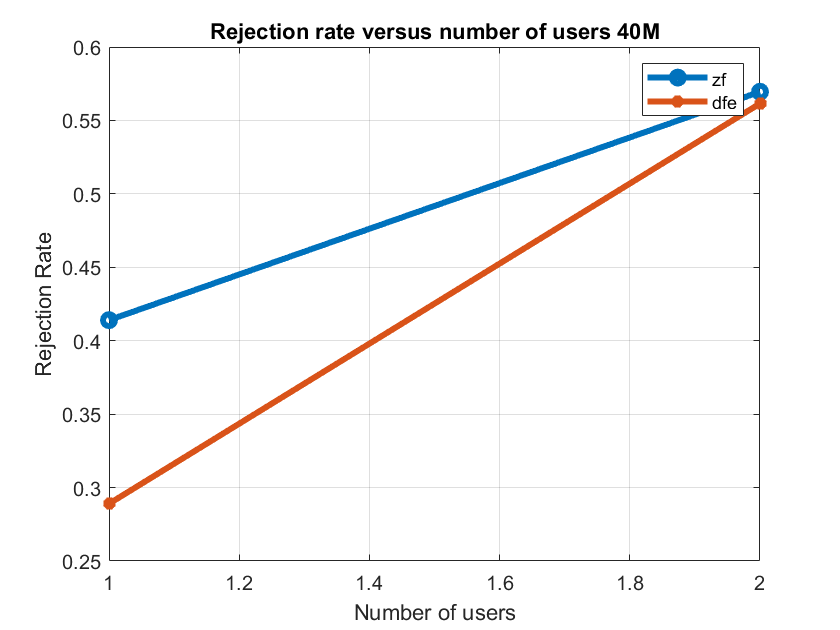 Rejection rate versus number of users 40M
0.6
0.55
0.5
0.45
0.4
0.35
0.3
0.25
Rejection Rate
zf
dfe
1
1.2
1.4
1.6
1.8
2
Number of users